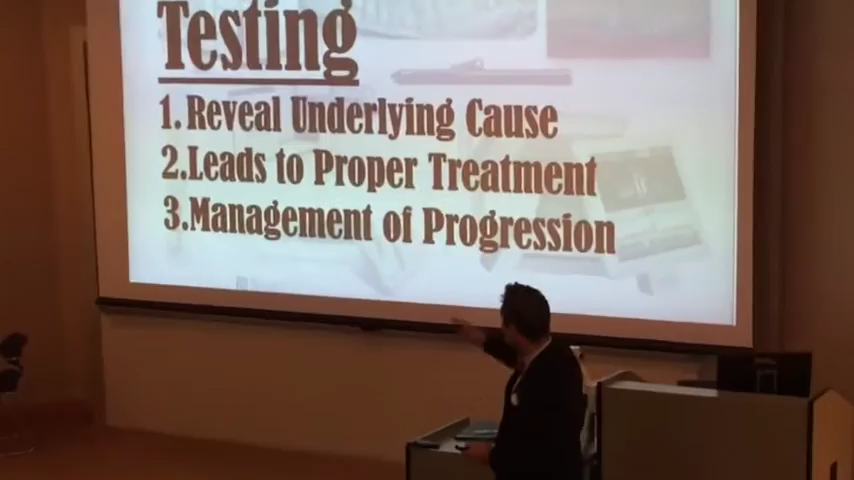 Testing
1. Reveal Underlying Cause
2. Leads to Proper Treatment
3. Management of Progression